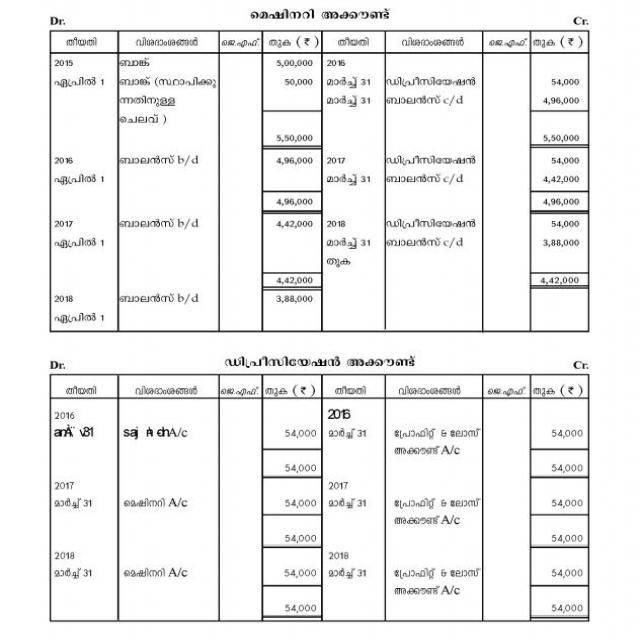 മെഷിനറി അക്കൗണ്ട്
Dr. Cr.
തീയതി വിശദാംശങ്ങൾ ജെ.എഫ്. തുക ( ₹ ) തീയതി വിശദാംശങ്ങൾ ജെ.എഫ്. തുക ( ₹ )
2015 ബാങ്ക് 5,00,000 2016
ഏപ്രിൽ 1 ബാങ്ക് (സ്ഥാപിക്കു 50,000 മാർച്ച് 31 ഡിപ്രീസിയേഷൻ 54,000
ന്നതിനുള്ള മാർച്ച് 31 ബാലൻസ് c/d 4,96,000
ചെലവ് )
5,50,000 5,50,000
2016 ബാലൻസ് b/d 4,96,000 2017 ഡിപ്രീസിയേഷൻ 54,000
ഏപ്രിൽ 1 മാർച്ച് 31 ബാലൻസ് c/d 4,42,000
4,96,000 4,96,000
2017 ബാലൻസ് b/d 4,42,000 2018 ഡിപ്രീസിയേഷൻ 54,000
ഏപ്രിൽ 1 മാർച്ച് 31 ബാലൻസ് c/d 3,88,000
തുക
4,42,000 4,42,000
2018 ബാലൻസ് b/d 3,88,000
ഏപ്രിൽ 1
ഡിപ്രീസിയേഷൻ അക്കൗണ്ട്
Dr. Cr.
തീയതി വിശദാംശങ്ങൾ ജെ.എഫ്. തുക ( ₹ ) തീയതി വിശദാംശങ്ങൾ ജെ.എഫ്. തുക ( ₹ )
2016 2016
A/c 54,000 മാർച്ച് 31 പ്രോഫിറ്റ് & ലോസ് 54,000
അക്കൗണ്ട് A/c
54,000 54,000
2017 2017
മാർച്ച് 31 മെഷിനറി A/c 54,000 മാർച്ച് 31 പ്രോഫിറ്റ് & ലോസ് 54,000
അക്കൗണ്ട് A/c
54,000 54,000
2018 2018
മാർച്ച് 31 മെഷിനറി A/c 54,000 മാർച്ച് 31 പ്രോഫിറ്റ് & ലോസ് 54,000
അക്കൗണ്ട് A/c
54,000 54,000